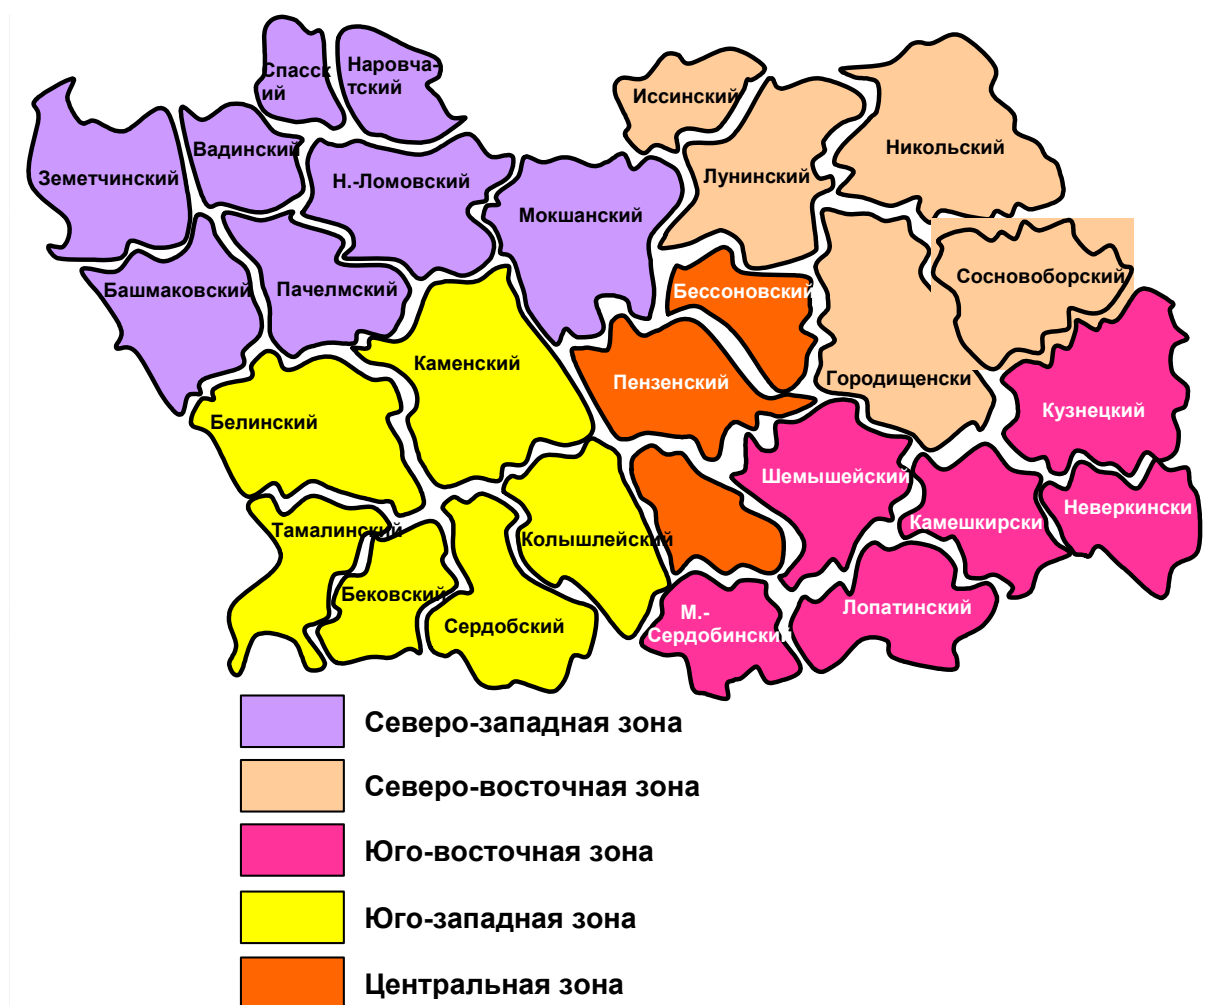 Спасск
ий
Наровча-
тский
Иссинский
Вадинский
Земетчинский
Н.-Ломовский
Мокшанский
Лунинский
Никольский
Башмаковский
Пачелмский
Бессоновский
Сосновоборский
Каменский
Пензенский
Городищенски
Кузнецкий
Белинский
Шемышейский
Камешкирски
Неверкински
Тамалинский
Колышлейский
Бековский
Сердобский
М.-
Сердобинский
Лопатинский
Северо-западная зона
Северо-восточная зона
Юго-восточная зона
Юго-западная зона
Центральная зона